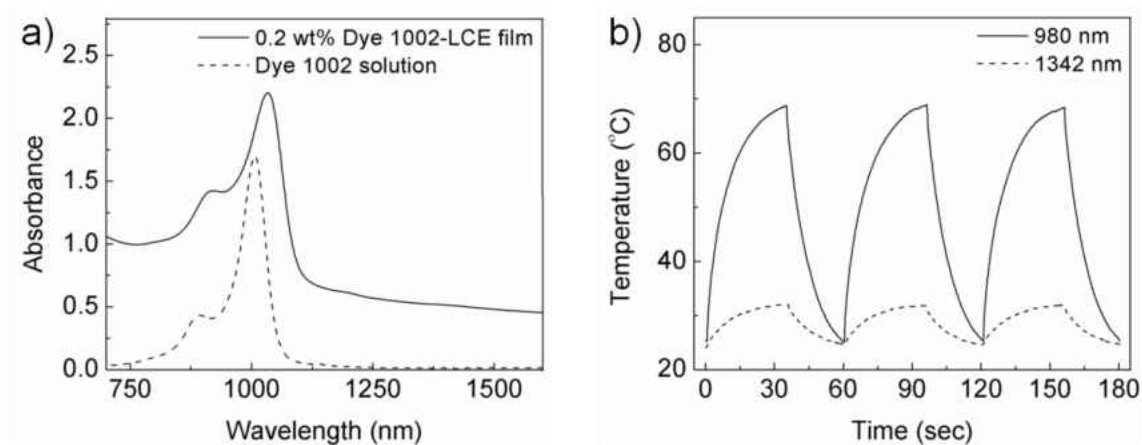 a)
0.2 wt% Dye 1002-LCE film
Dye 1002 solution
2.5
2.0
1.5
1.0
0.5
0.0
Absorbance
750
1000
1250
1500
Wavelength (nm)
b)
980 nm
1342 nm
80
60
40
20
Temperature (°C)
0
30
60
90
120
150
180
Time (sec)